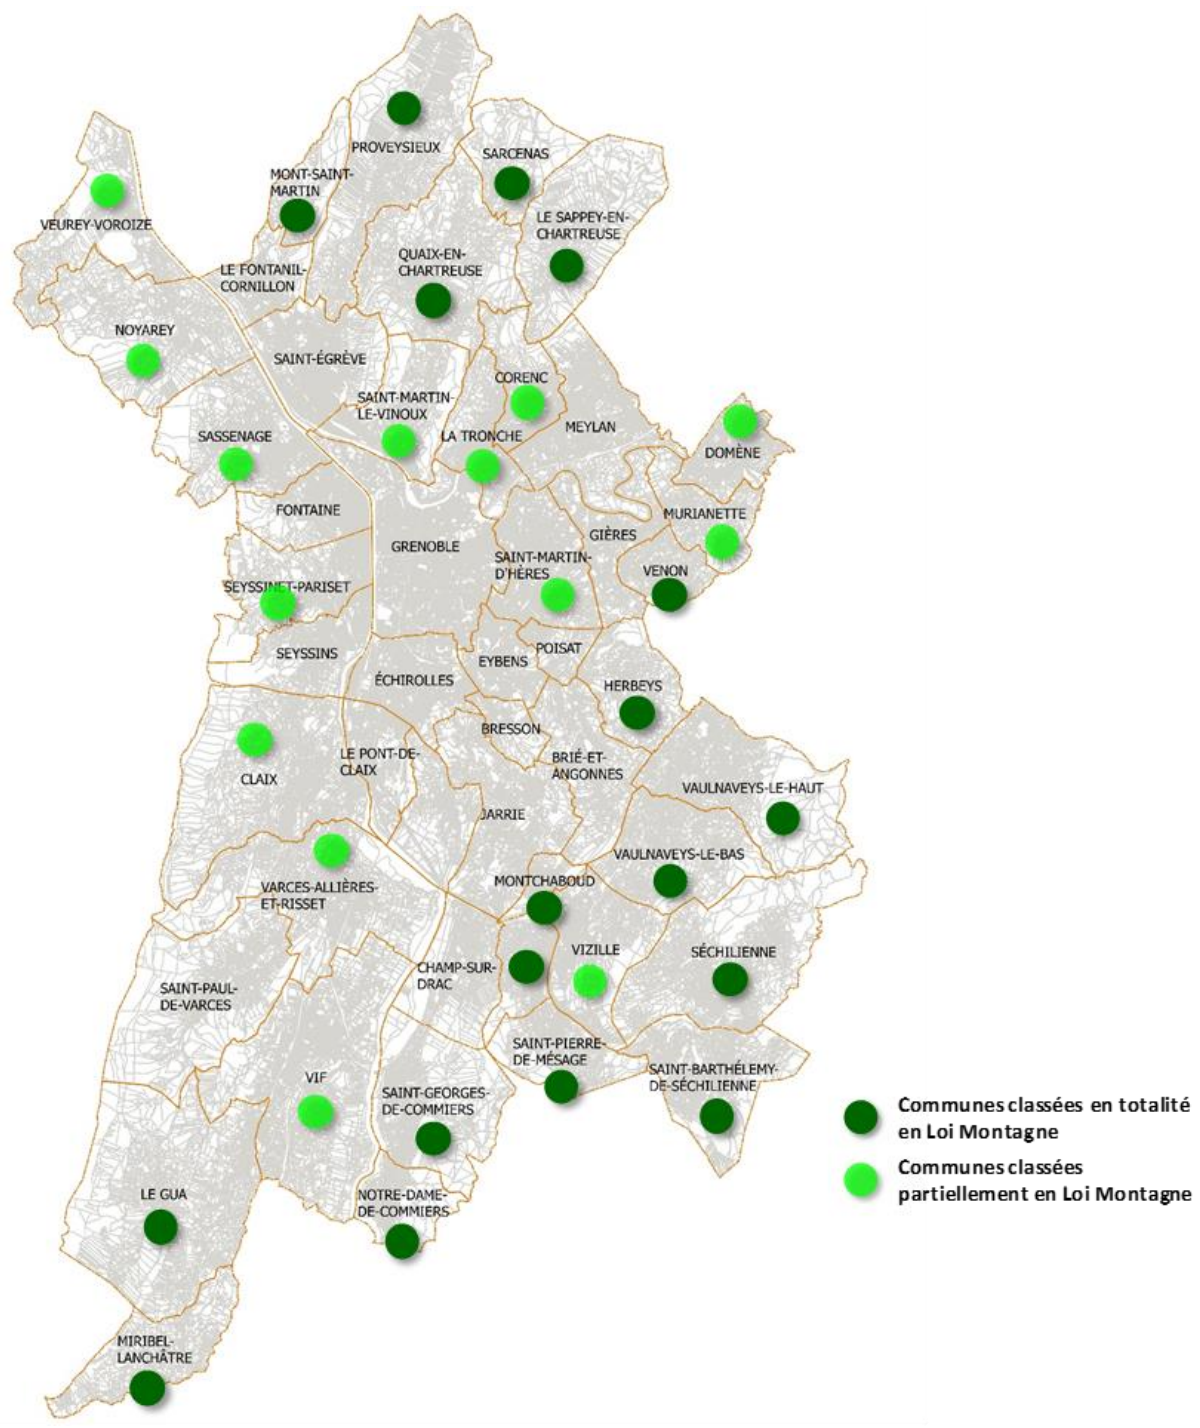 PROVEYSIEUX
SARCENAS
MONT-SAINT-
MARTIN
VEUREY-VOROIZE
LE SAPPEY-EN-
CHARTREUSE
QUAIX-EN-
CHARTREUSE
LE FONTANIL-
CORNILLON
NOYAREY
SAINT-ÉGRÈVE
CORENC
SAINT-MARTIN-
LE-VINOUX
MEYLAN
LA TRONCHE
SASSENAGE
DOMÈNE
FONTAINE
MURIANETTE
GIÈRES
GRENOBLE
SAINT-MARTIN-
D'HÈRES
VENON
SEYSSINET-PARISET
SEYSSINS
POISAT
EYBENS
ÉCHIROLLES
HERBEYS
BRESSON
LE PONT-DE-
CLAIX
BRIÉ-ET-
ANGONNES
CLAIX
VAULNAVEYS-LE-HAUT
JARRIE
VAULNAVEYS-LE-BAS
MONTCHABOUD
VARCES-ALLIÈRES-
ET-RISSET
VIZILLE
SÉCHILIENNE
CHAMP-SUR-
DRAC
SAINT-PAUL-
DE-VARCES
SAINT-PIERRE-
DE-MÉSAGE
SAINT-BARTHÉLEMY-
DE-SÉCHILIENNE
VIF
SAINT-GEORGES-
DE-COMMIERS
LE GUA
NOTRE-DAME-
DE-COMMIERS
MIRIBEL-
LANCHÂTRE
Communes classées en totalité
en Loi Montagne
Communes classées
partiellement en Loi Montagne